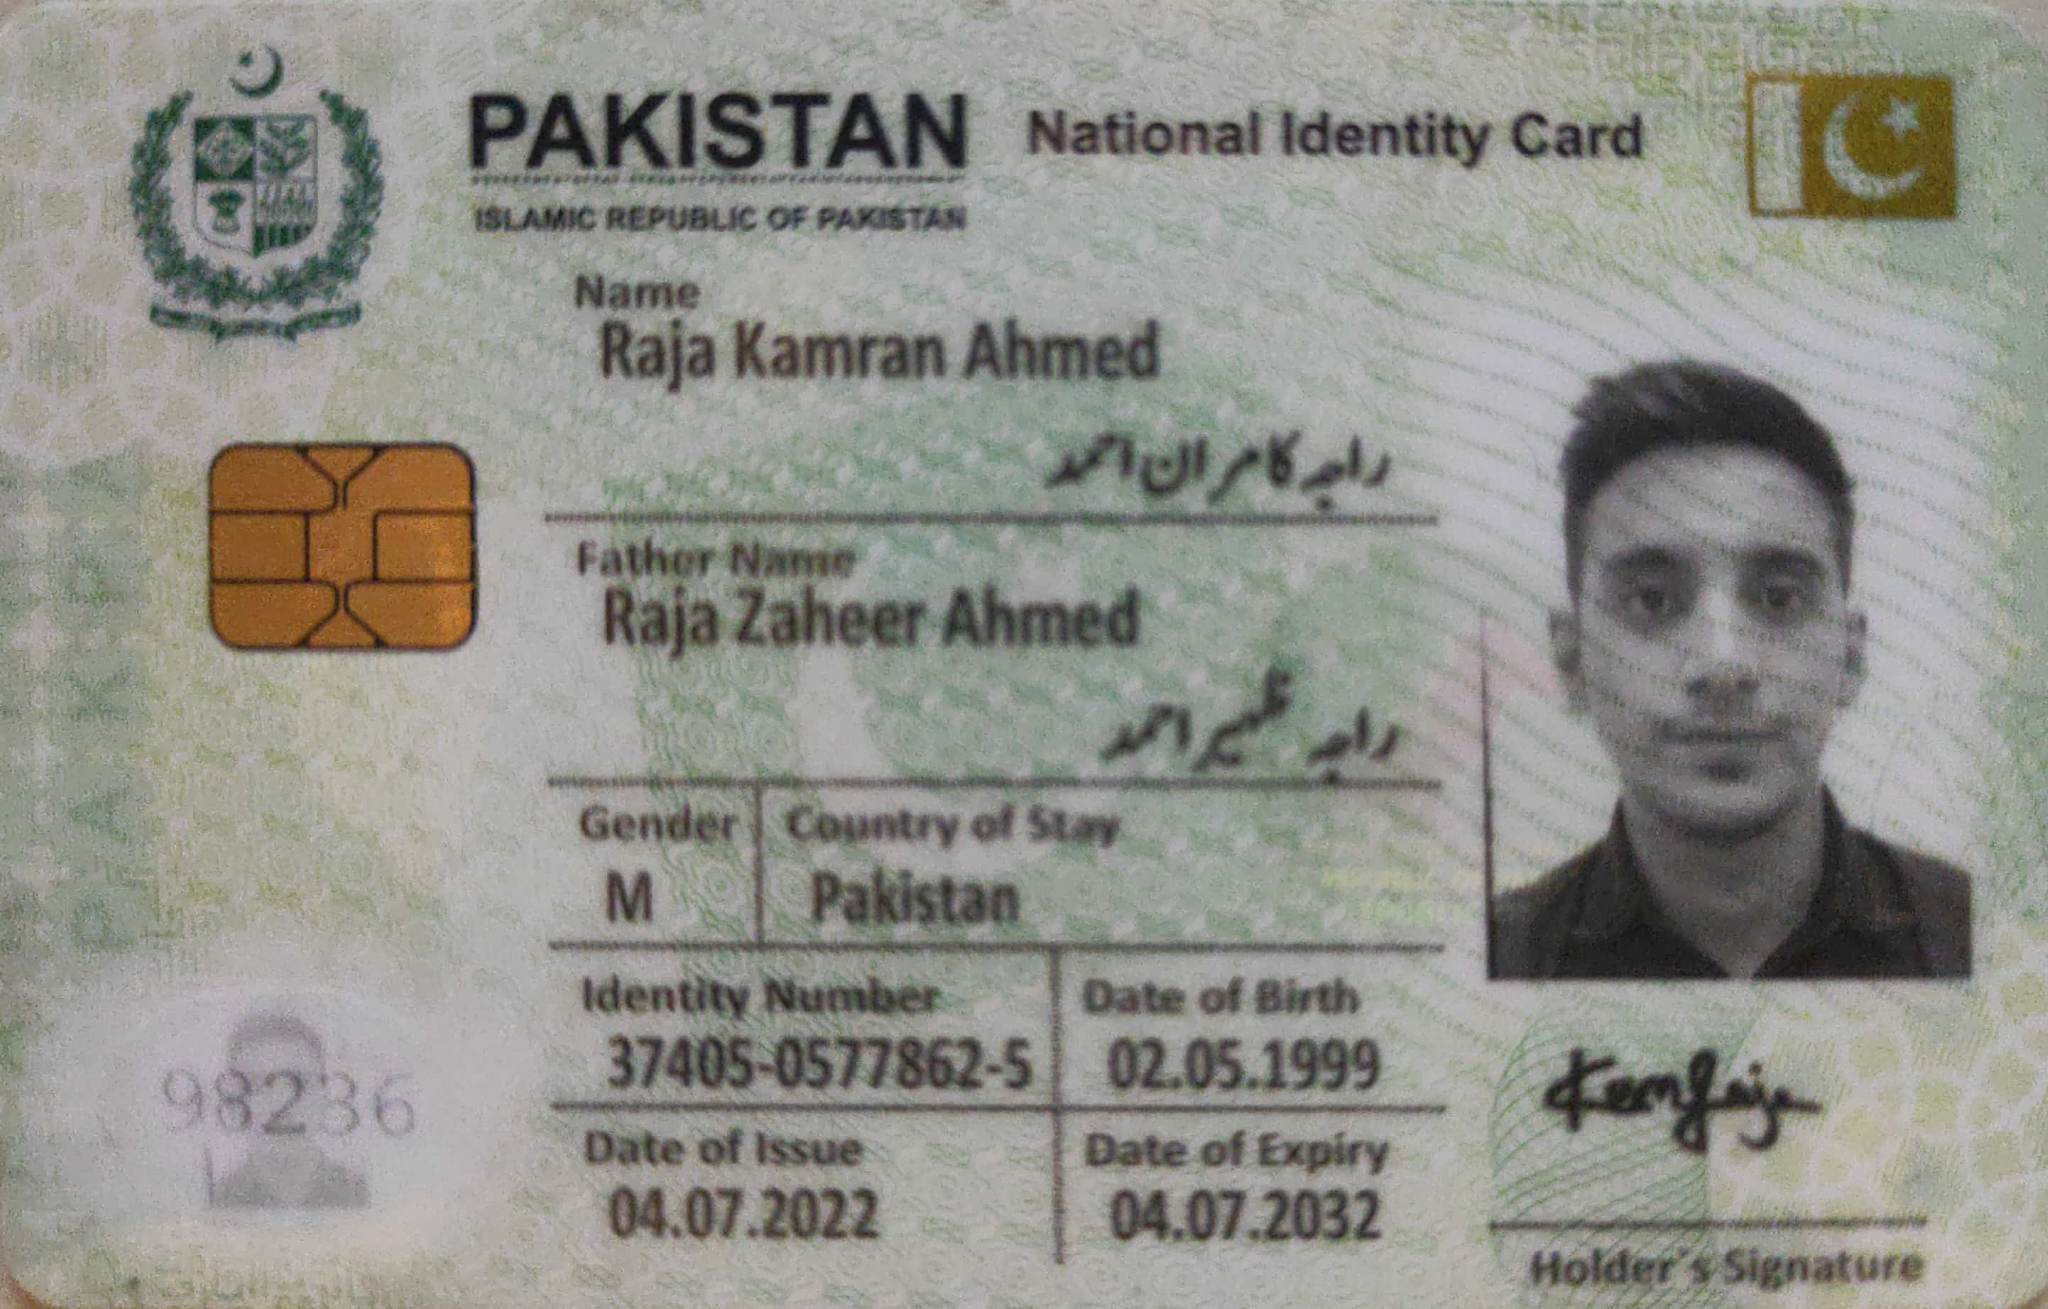 PAKISTAN National Identity Card
ISLAMIC REPUBLIC OF PAKISTAN
Name
Raja Kamran Ahmed
راجہ کامران احمد
Father Name
Raja Zaheer Ahmed
راجہ ظہیر احمد
Gender Country of Stay
M Pakistan
Identity Number Date of Birth
37405-0577862-5 02.05.1999
98236
Date of Issue Date of Expiry
04.07.2022 04.07.2032
Holder's Signature